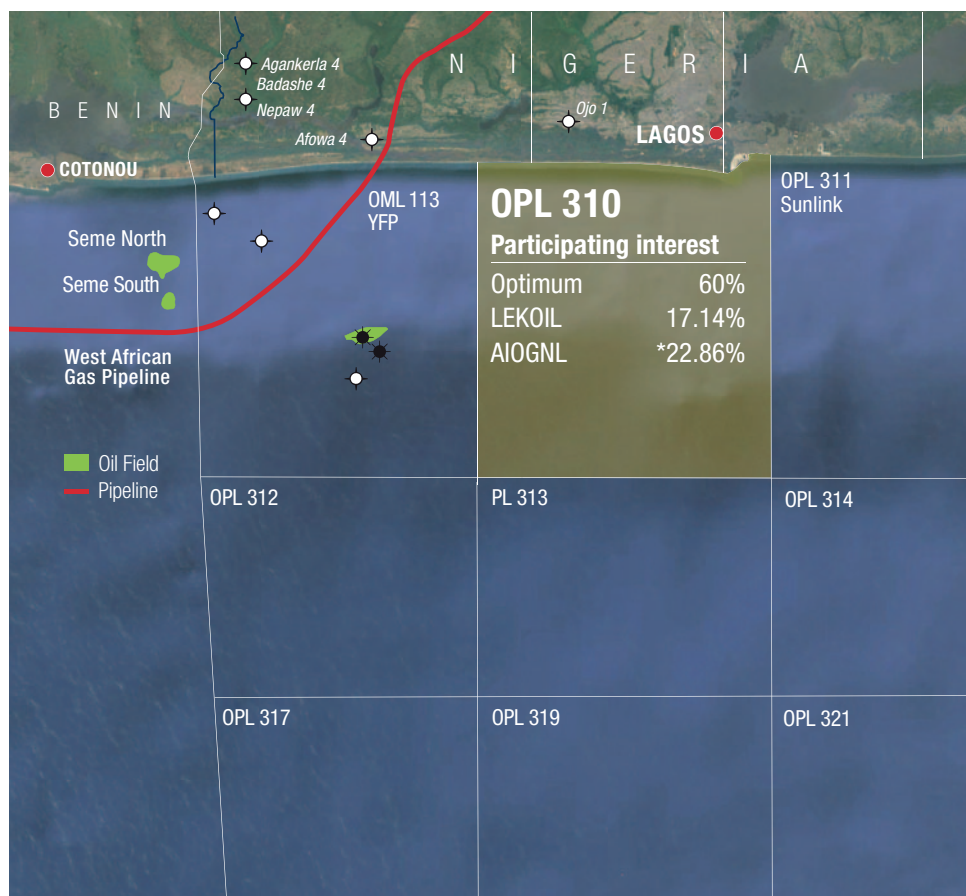 N I G E R I A
Agankerla 4
Badashe 4
Nepaw 4
B E N I N
Ojo 1
Afowa 4
LAGOS
COTONOU
OML 113
YFP
OPL 310
Participating interest
Optimum 60%
LEKOIL 17.14%
AIOGNL *22.86%
OPL 311
Sunlink
Seme North
Seme South
West African
Gas Pipeline
Oil Field
Pipeline
OPL 312
PL 313
OPL 314
OPL 317
OPL 319
OPL 321